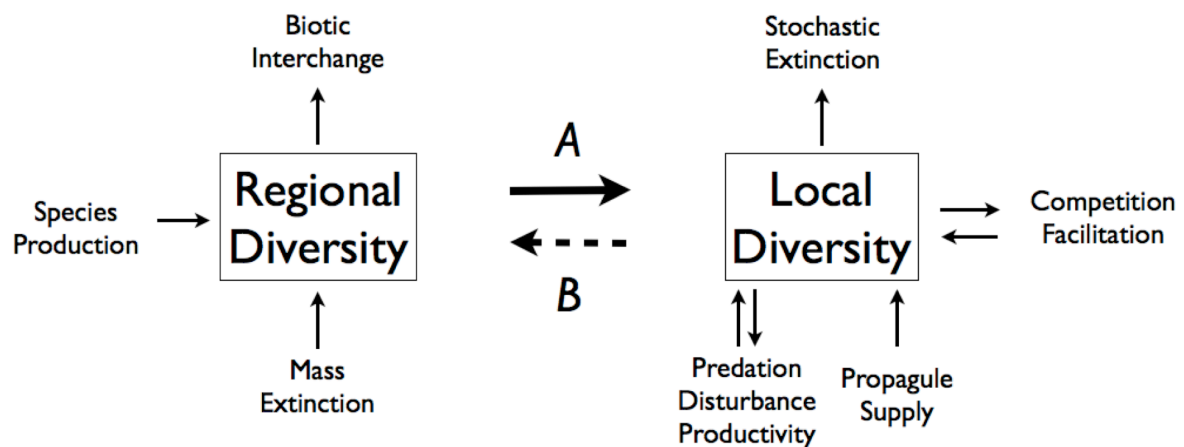 Biotic
Interchange
Stochastic
Extinction
A
Regional
Diversity
Local
Diversity
Species
Production
Competition
Facilitation
B
Mass
Extinction
Predation
Disturbance
Productivity
Propagule
Supply